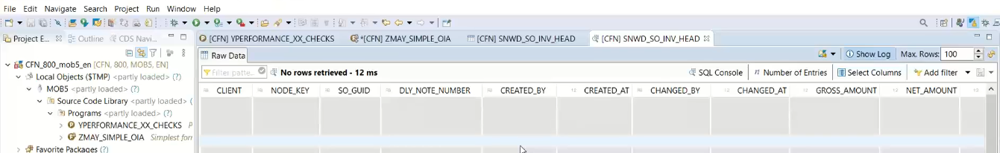 File Edit Navigate Search Project Run Window Help
Project E... Outline CDS Navi...
[CFN] YPERFORMANCE_XX_CHECKS *[CFN] ZMAY_SIMPLE_OIA [CFN] SNWD_SO_INV_HEAD [CFN] SNWD_SO_INV_HEAD
Raw Data Show Log Max. Rows: 100
Filter patte... No rows retrieved - 12 ms SQL Console Number of Entries Select Columns Add filter
CLIENT NODE_KEY SO_GUID DLY_NOTE_NUMBER CREATED_BY CREATED_AT CHANGED_BY CHANGED_AT GROSS_AMOUNT NET_AMOUNT
CFN_800_mob5_en [CFN, 800, MOB5, EN]
Local Objects ($TMP) <partly loaded> (?)
MOB5 <partly loaded> (?)
Source Code Library <partly loaded>
Programs <partly loaded> (?)
YPERFORMANCE_XX_CHECKS P
ZMAY_SIMPLE_OIA Simplest for
Favorite Packages (?)